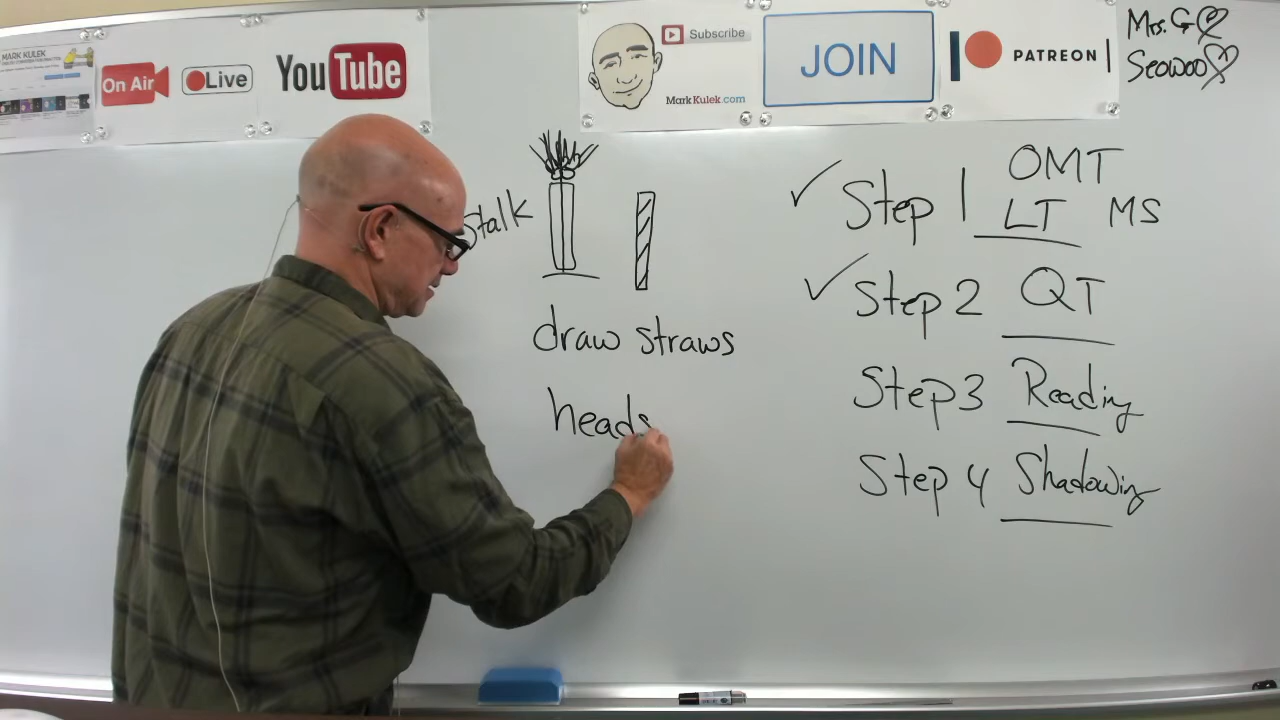 MARK KULEK
On Air
Live
YouTube
Subscribe
MarkKulek.com
JOIN
PATREON
Mrs. G
Seowoo
Stalk
draw straws
heads
Step 1 OMT
LT MS
Step 2 QT
Step 3 Reading
Step 4 Shadowing